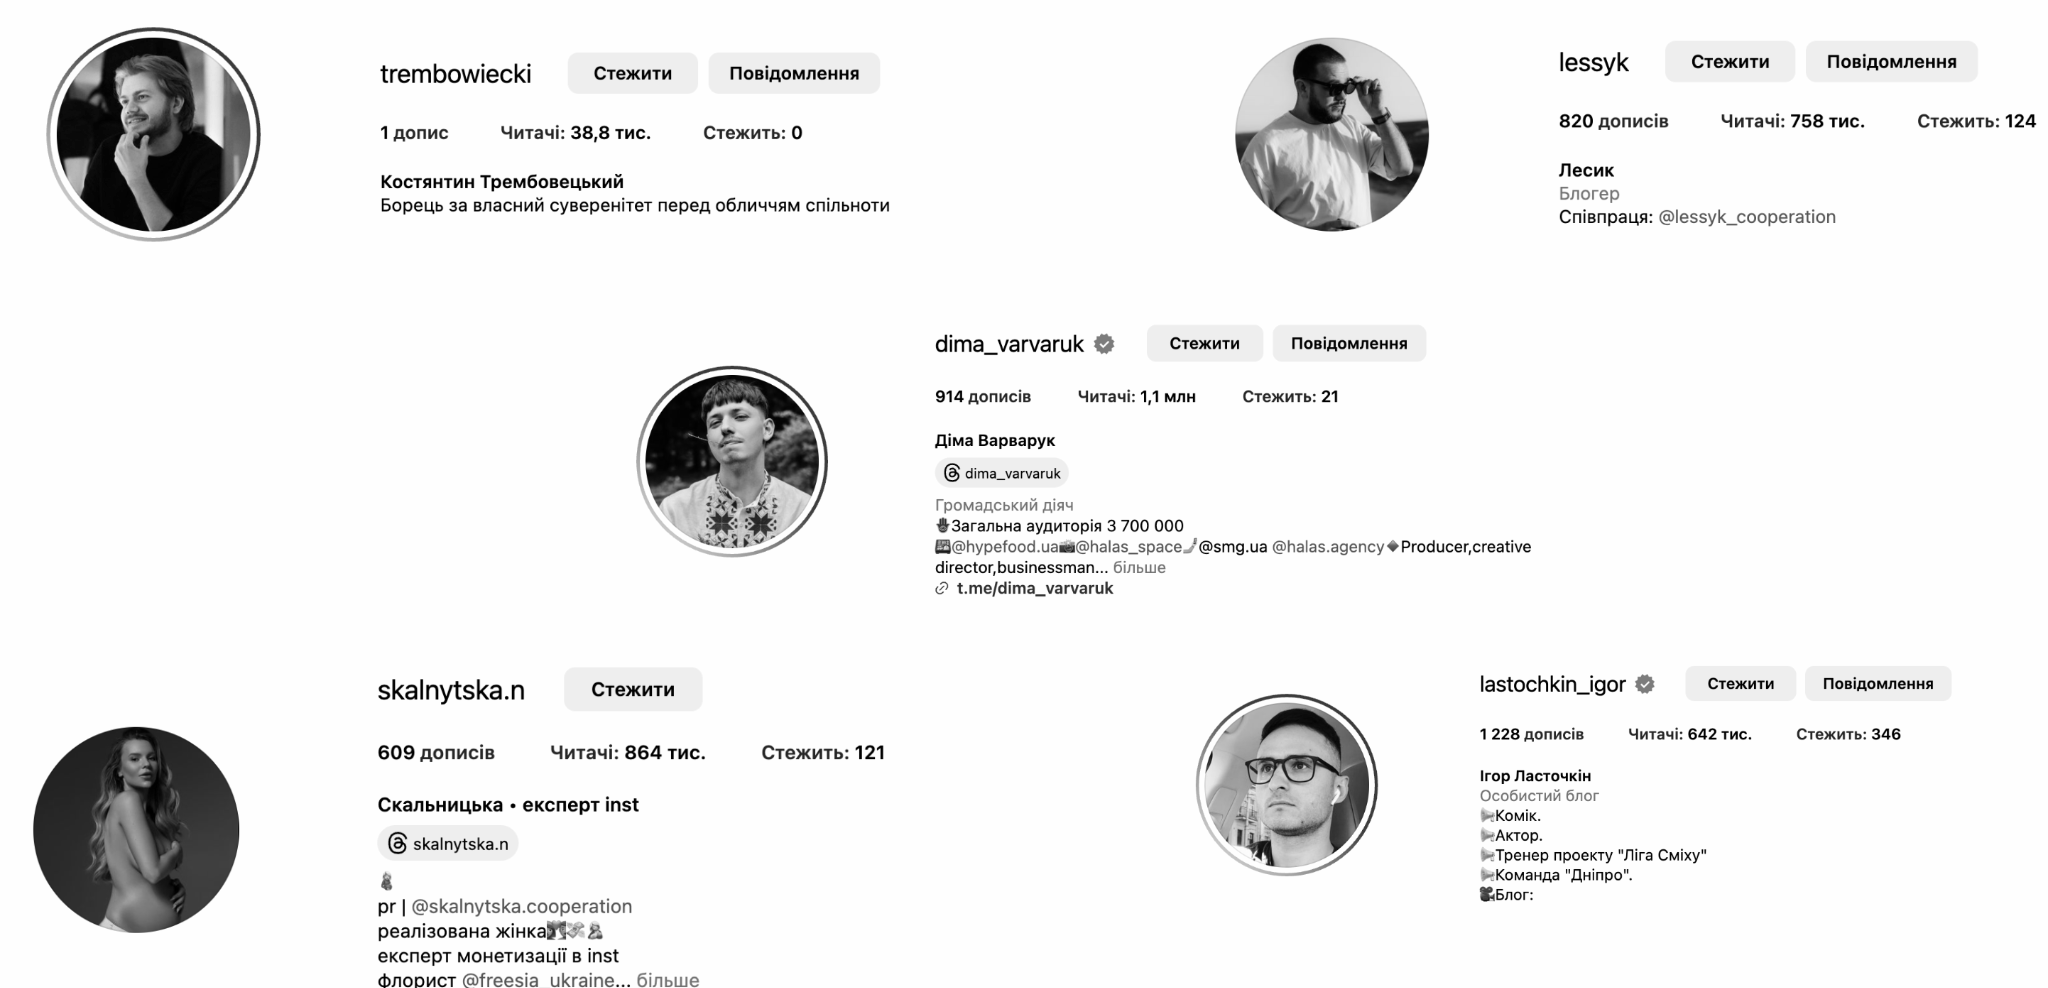 trembowiecki Стежити Повідомлення
1 допис Читачі: 38,8 тис. Стежить: 0
Костянтин Трембовецький
Борець за власний суверенітет перед обличчям спільноти
lessyk Стежити Повідомлення
820 дописів Читачі: 758 тис. Стежить: 124
Лесик
Блогер
Співпраця: @lessyk_cooperation
dima_varvaruk Стежити Повідомлення
914 дописів Читачі: 1,1 млн Стежить: 21
Діма Варварук
dima_varvaruk
Громадський діяч
Загальна аудиторія 3 700 000
@hypefood.ua @halas_space @smg.ua @halas.agency Producer,creative
director,businessman... більше
t.me/dima_varvaruk
skalnytska.n Стежити
609 дописів Читачі: 864 тис. Стежить: 121
Скальницька • експерт inst
skalnytska.n
pr | @skalnytska.cooperation
реалізована жінка
експерт монетизації в inst
флорист @freesia_ukraine... більше
lastochkin_igor Стежити Повідомлення
1 228 дописів Читачі: 642 тис. Стежить: 346
Ігор Ласточкін
Особистий блог
Комік.
Актор.
Тренер проекту "Ліга Сміху"
Команда "Дніпро".
Блог: